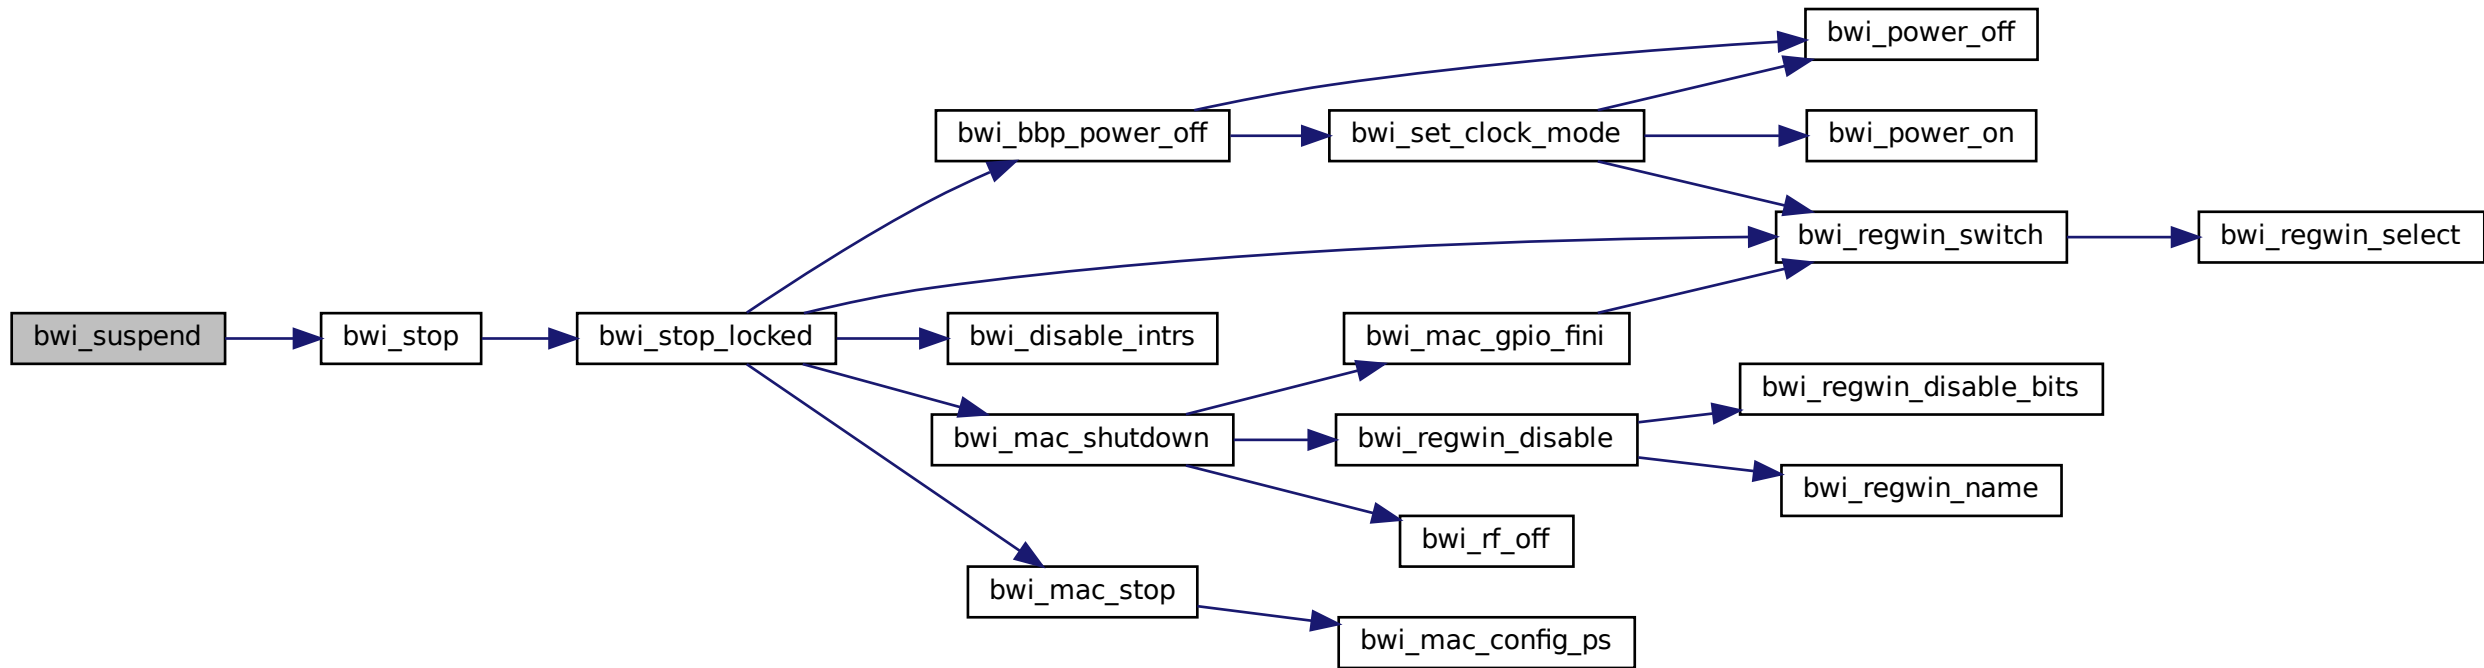 bwi_power_off
bwi_bbp_power_off
bwi_set_clock_mode
bwi_power_on
bwi_regwin_switch
bwi_regwin_select
bwi_suspend
bwi_stop
bwi_stop_locked
bwi_disable_intrs
bwi_mac_gpio_fini
bwi_regwin_disable_bits
bwi_mac_shutdown
bwi_regwin_disable
bwi_regwin_name
bwi_rf_off
bwi_mac_stop
bwi_mac_config_ps